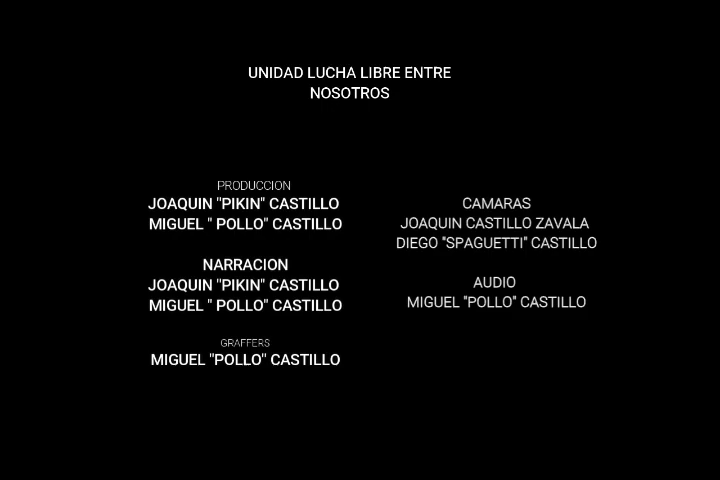 UNIDAD LUCHA LIBRE ENTRE
NOSOTROS
PRODUCCION
JOAQUIN "PIKIN" CASTILLO
MIGUEL " POLLO" CASTILLO
NARRACION
JOAQUIN "PIKIN" CASTILLO
MIGUEL " POLLO" CASTILLO
GRAFFERS
MIGUEL "POLLO" CASTILLO
CAMARAS
JOAQUIN CASTILLO ZAVALA
DIEGO "SPAGUETTI" CASTILLO
AUDIO
MIGUEL "POLLO" CASTILLO